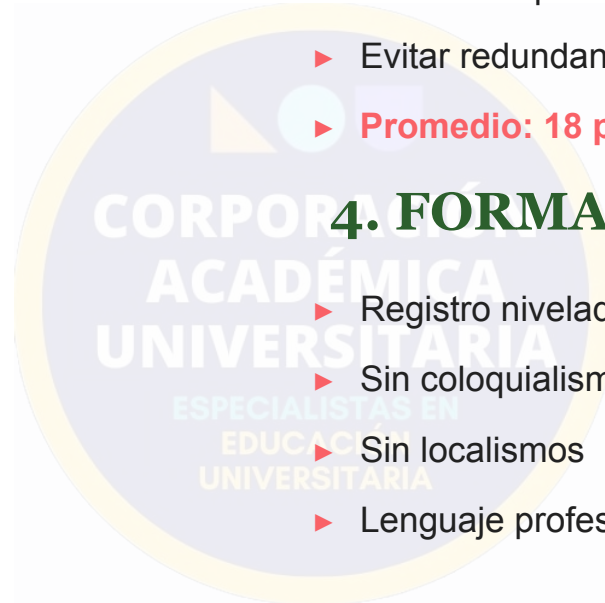 ► Evitar redundan
► Promedio: 18 p
4. FORMA
► Registro nivelad
► Sin coloquialism
► Sin localismos
► Lenguaje profes
CORPORACIÓN
ACADÉMICA
UNIVERSITARIA
ESPECIALISTAS EN
EDUCACIÓN
UNIVERSITARIA